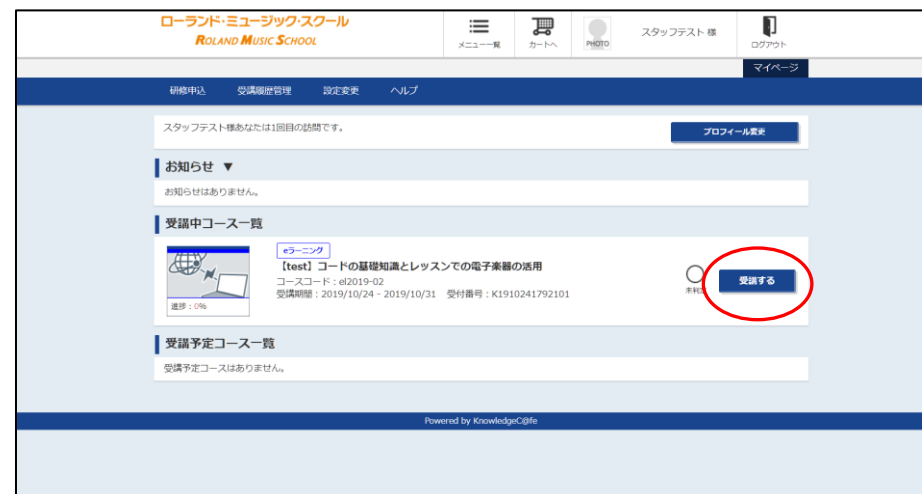 ローランド・ミュージック・スクール
ROLAND MUSIC SCHOOL
メニュー一覧
カートへ
PHOTO
スタッフテスト 様
ログアウト
マイページ
研修申込 受講履歴管理 設定変更 ヘルプ
スタッフテスト様あなたは1回目の訪問です。
プロフィール変更
お知らせ ▼
お知らせはありません。
受講中コース一覧
eラーニング
【test】コードの基礎知識とレッスンでの電子楽器の活用
コースコード：el2019-02
受講期間：2019/10/24 - 2019/10/31 受付番号：K1910241792101
進捗：0%
受講する
受講予定コース一覧
受講予定コースはありません。
Powered by KnowledgeC@fe